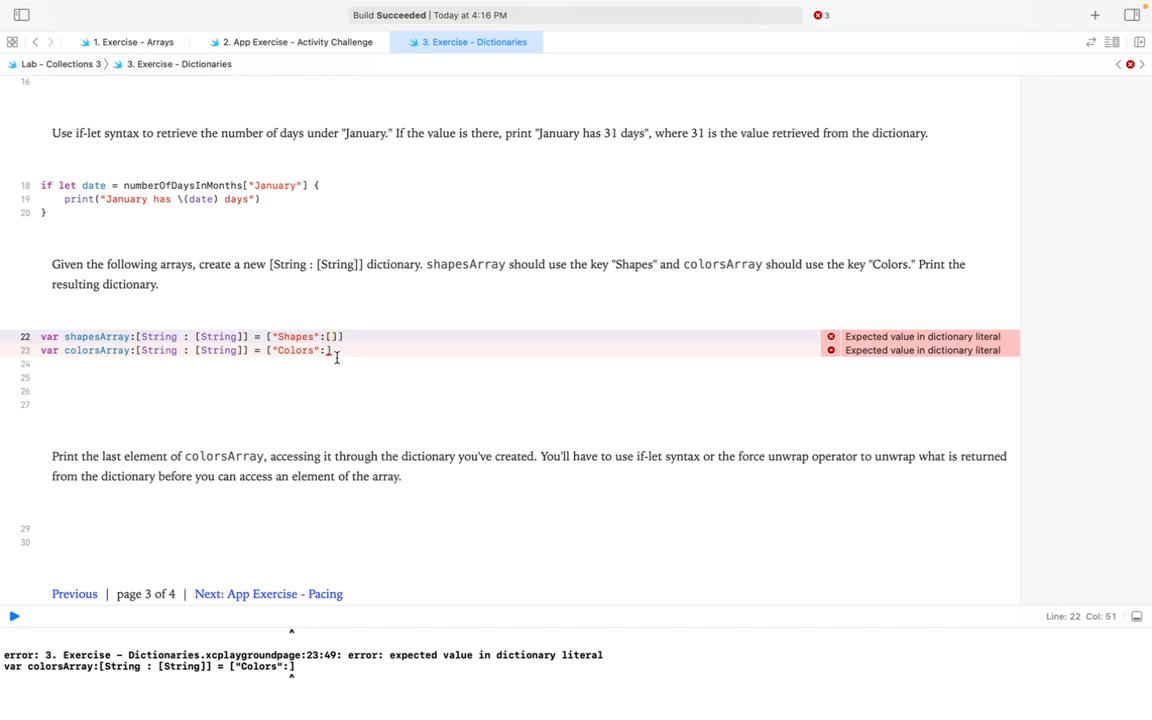 Build Succeeded | Today at 4:16 PM
3
1. Exercise - Arrays
2. App Exercise - Activity Challenge
3. Exercise - Dictionaries
Lab - Collections 3 〉 3. Exercise - Dictionaries
16
Use if-let syntax to retrieve the number of days under "January." If the value is there, print "January has 31 days", where 31 is the value retrieved from the dictionary.
18 if let date = numberOfDaysInMonths["January"] {
19 print("January has \(date) days")
20 }
Given the following arrays, create a new [String : [String]] dictionary. shapesArray should use the key "Shapes" and colorsArray should use the key "Colors." Print the
resulting dictionary.
22 var shapesArray:[String : [String]] = ["Shapes":[]]
Expected value in dictionary literal
23 var colorsArray:[String : [String]] = ["Colors":]
Expected value in dictionary literal
24
25
26
27
Print the last element of colorsArray, accessing it through the dictionary you've created. You'll have to use if-let syntax or the force unwrap operator to unwrap what is returned
from the dictionary before you can access an element of the array.
29
30
Previous | page 3 of 4 | Next: App Exercise - Pacing
Line: 22 Col: 51
^
error: 3. Exercise - Dictionaries.xcplaygroundpage:23:49: error: expected value in dictionary literal
var colorsArray:[String : [String]] = ["Colors":]
^